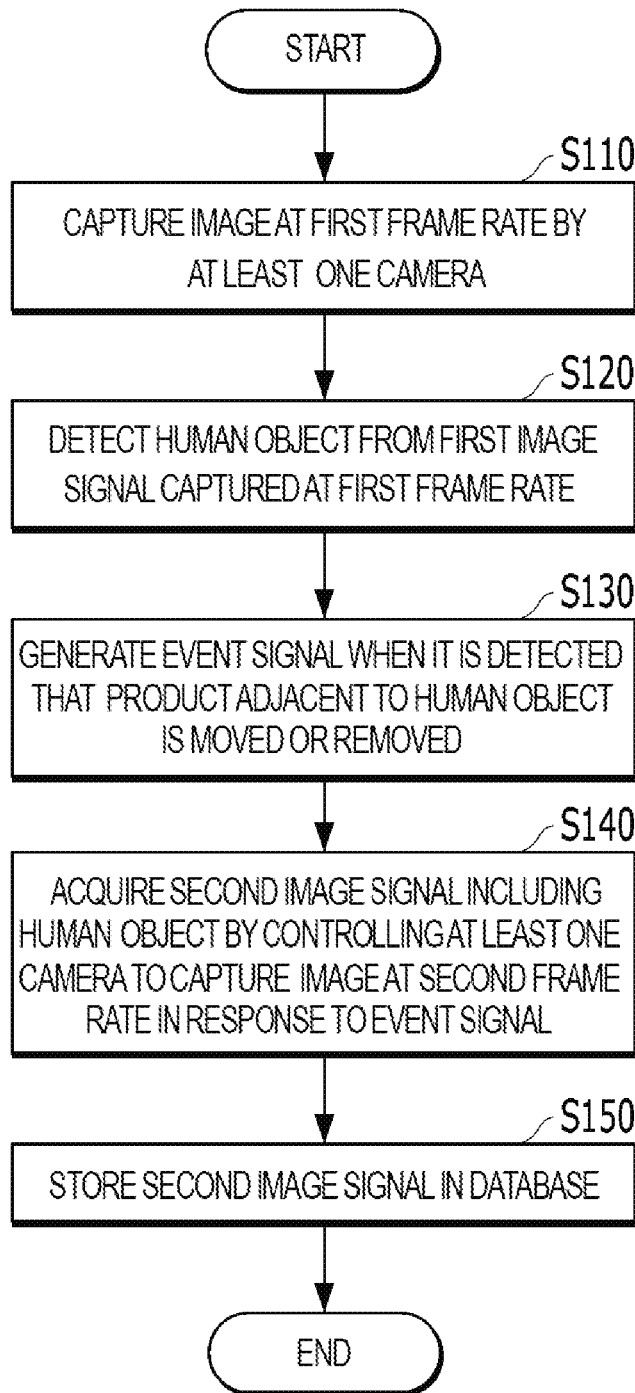 START
S110
CAPTURE IMAGE AT FIRST FRAME RATE BY
AT LEAST ONE CAMERA
S120
DETECT HUMAN OBJECT FROM FIRST IMAGE
SIGNAL CAPTURED AT FIRST FRAME RATE
S130
GENERATE EVENT SIGNAL WHEN IT IS DETECTED
THAT PRODUCT ADJACENT TO HUMAN OBJECT
IS MOVED OR REMOVED
S140
ACQUIRE SECOND IMAGE SIGNAL INCLUDING
HUMAN OBJECT BY CONTROLLING AT LEAST ONE
CAMERA TO CAPTURE IMAGE AT SECOND FRAME
RATE IN RESPONSE TO EVENT SIGNAL
S150
STORE SECOND IMAGE SIGNAL IN DATABASE
END